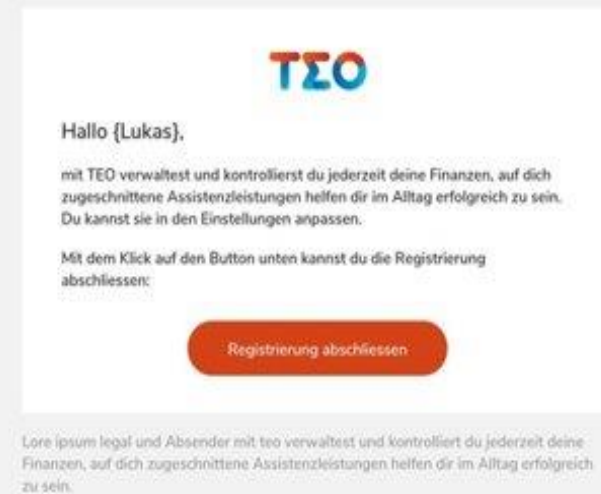 TΣO
Hallo {Lukas},
mit TEO verwaltest und kontrollierst du jederzeit deine Finanzen, auf dich
zugeschnittene Assistenzleistungen helfen dir im Alltag erfolgreich zu sein.
Du kannst sie in den Einstellungen anpassen.
Mit dem Klick auf den Button unten kannst du die Registrierung
abschliessen:
Registrierung abschliessen
Lore ipsum legal und Absender mit teo verwaltest und kontrolliert du jederzeit deine
Finanzen, auf dich zugeschnittene Assistenzleistungen helfen dir im Alltag erfolgreich
zu sein.